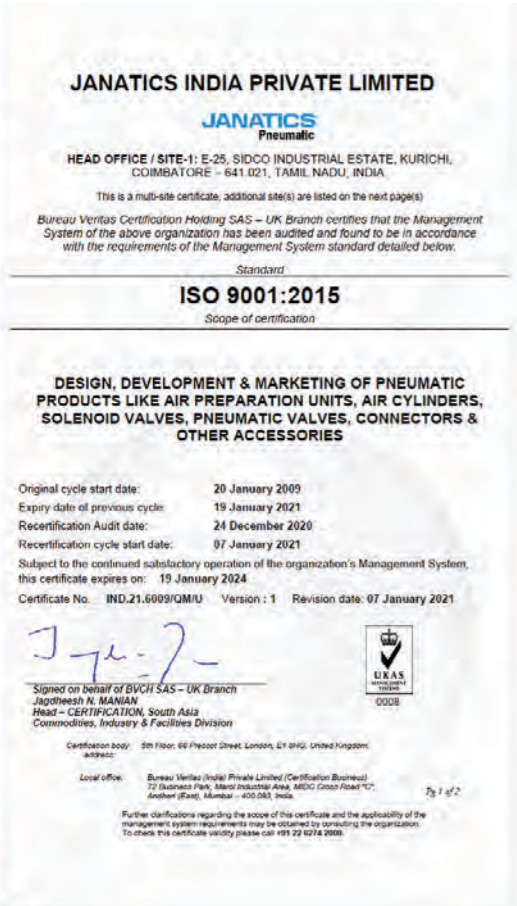 JANATICS INDIA PRIVATE LIMITED
JANATICS
Pneumatic
HEAD OFFICE / SITE-1: E-25, SIDCO INDUSTRIAL ESTATE, KURICHI,
COIMBATORE – 641 021, TAMIL NADU, INDIA
This is a multi-site certificate, additional site(s) are listed on the next page(s)
Bureau Veritas Certification Holding SAS – UK Branch certifies that the Management
System of the above organization has been audited and found to be in accordance
with the requirements of the Management System standard detailed below.
Standard
ISO 9001:2015
Scope of certification
DESIGN, DEVELOPMENT & MARKETING OF PNEUMATIC
PRODUCTS LIKE AIR PREPARATION UNITS, AIR CYLINDERS,
SOLENOID VALVES, PNEUMATIC VALVES, CONNECTORS &
OTHER ACCESSORIES
Original cycle start date: 20 January 2009
Expiry date of previous cycle: 19 January 2021
Recertification Audit date: 24 December 2020
Recertification cycle start date: 07 January 2021
Subject to the continued satisfactory operation of the organization's Management System,
this certificate expires on: 19 January 2024
Certificate No. IND.21.6009/QM/U Version : 1 Revision date: 07 January 2021
UKAS
MANAGEMENT
SYSTEMS
0008
Signed on behalf of BVCH SAS – UK Branch
Jagdheesh N. MANIAN
Head – CERTIFICATION, South Asia
Commodities, Industry & Facilities Division
Certification body address: 5th Floor, 66 Prescot Street, London, E1 8HG, United Kingdom.
Local office: Bureau Veritas (India) Private Limited (Certification Business)
72 Business Park, Marol Industrial Area, MIDC Cross Road "C",
Andheri (East), Mumbai – 400 093, India.
Pg 1 of 2
Further clarifications regarding the scope of this certificate and the applicability of the
management system requirements may be obtained by consulting the organization.
To check this certificate validity please call +91 22 6274 2000.